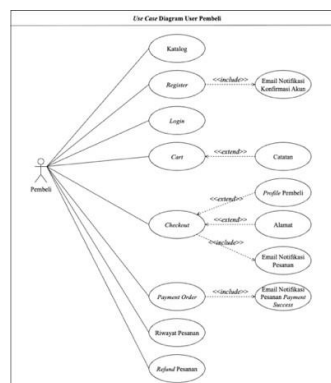 Use Case Diagram User Pembeli
Katalog
Register
<<include>>
Email Notifikasi
Konfirmasi Akun
Login
Cart
<<extend>>
Catatan
Pembeli
Profile Pembeli
<<extend>>
Checkout
<<extend>>
Alamat
<<include>>
Email Notifikasi
Pesanan
Payment Order
<<include>>
Email Notifikasi
Pesanan Payment
Success
Riwayat Pesanan
Refund Pesanan